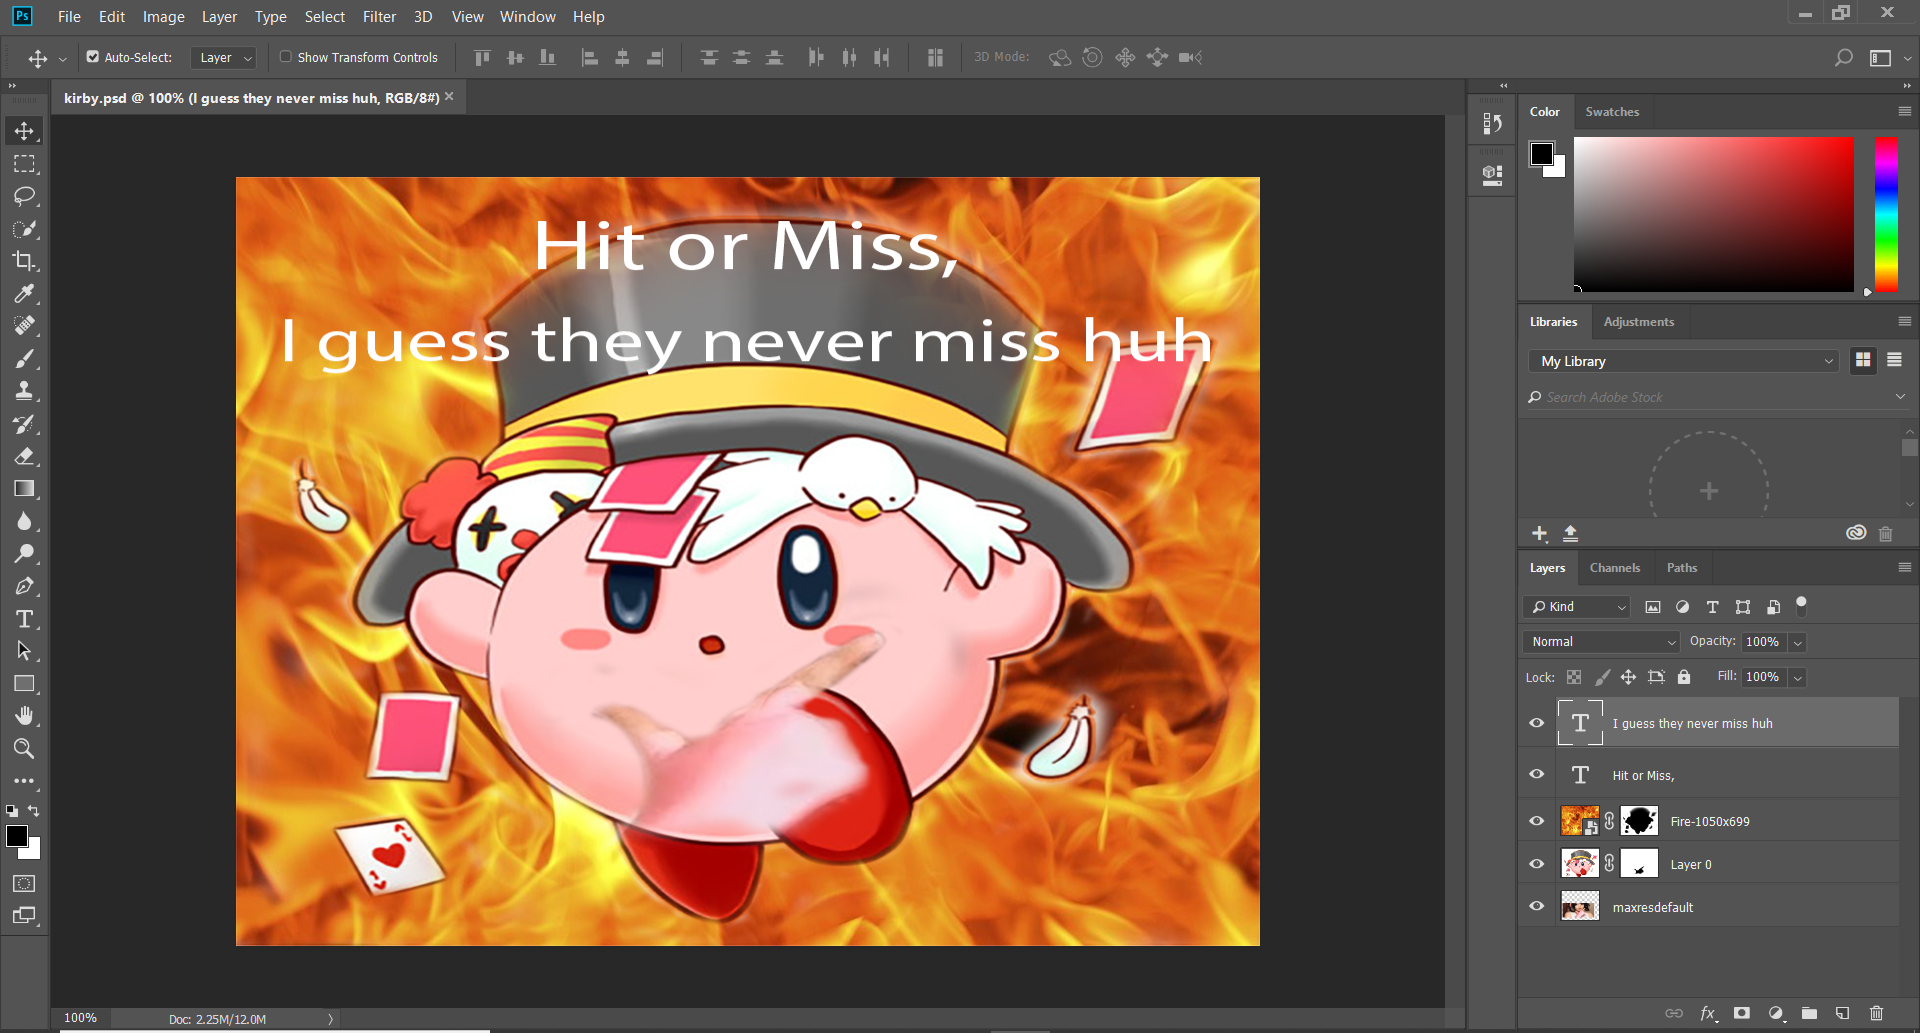 Ps File Edit Image Layer Type Select Filter 3D View Window Help
Auto-Select: Layer Show Transform Controls 3D Mode:
kirby.psd @ 100% (I guess they never miss huh, RGB/8#) ×
Hit or Miss,
I guess they never miss huh
100% Doc: 2.25M/12.0M
Color Swatches
Libraries Adjustments
My Library
Search Adobe Stock
Layers Channels Paths
Kind
Normal Opacity: 100%
Lock: Fill: 100%
I guess they never miss huh
Hit or Miss,
Fire-1050x699
Layer 0
maxresdefault